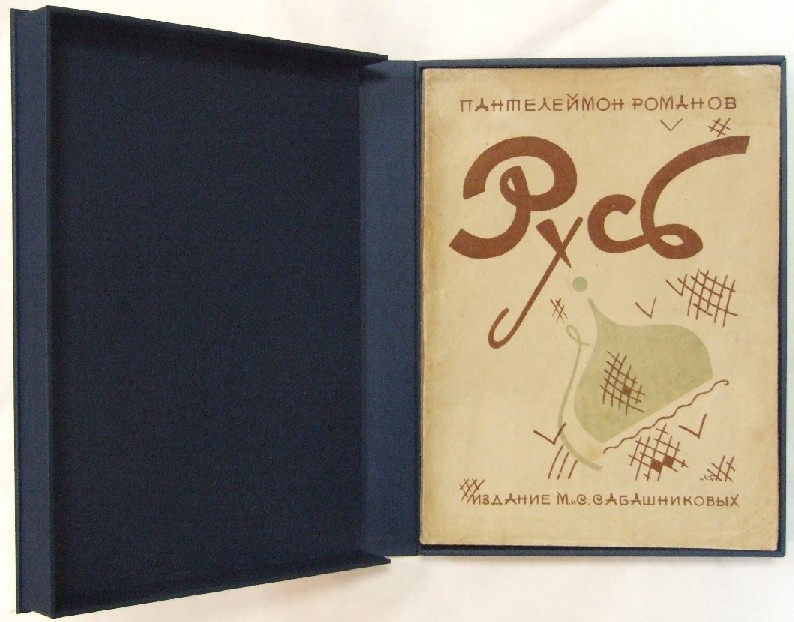 ПАНТЕЛЕЙМОН РОМАНОВ
Русь
ИЗДАНИЕ М. и С. САБАШНИКОВЫХ